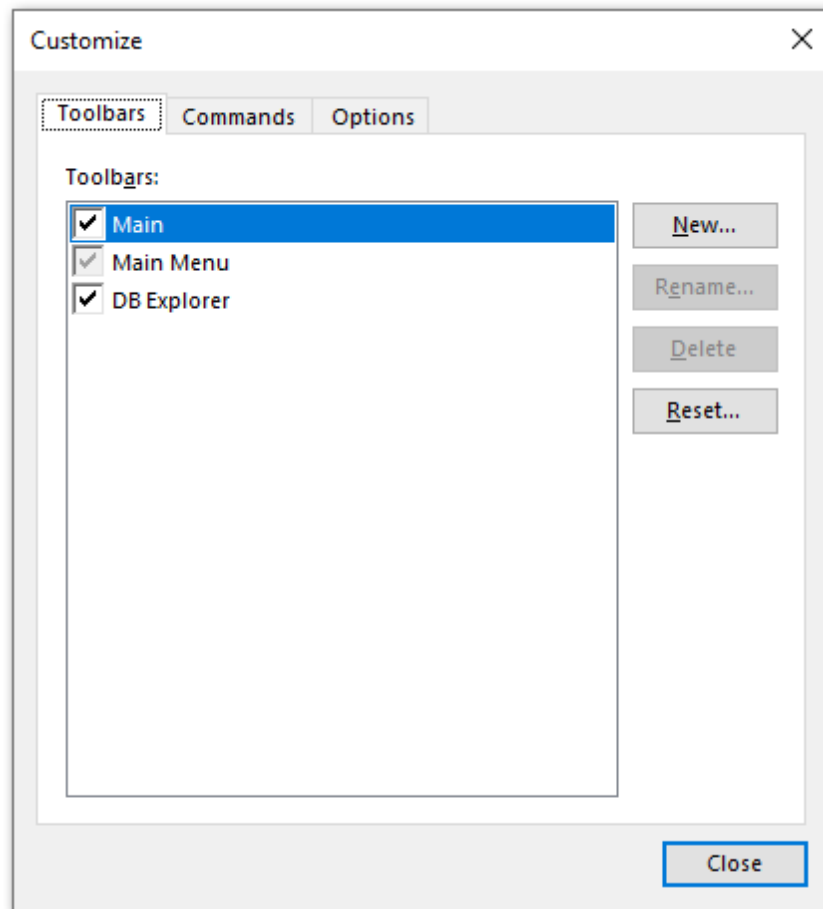 Customize
Toolbars Commands Options
Toolbars:
Main
Main Menu
DB Explorer
New...
Rename...
Delete
Reset...
Close